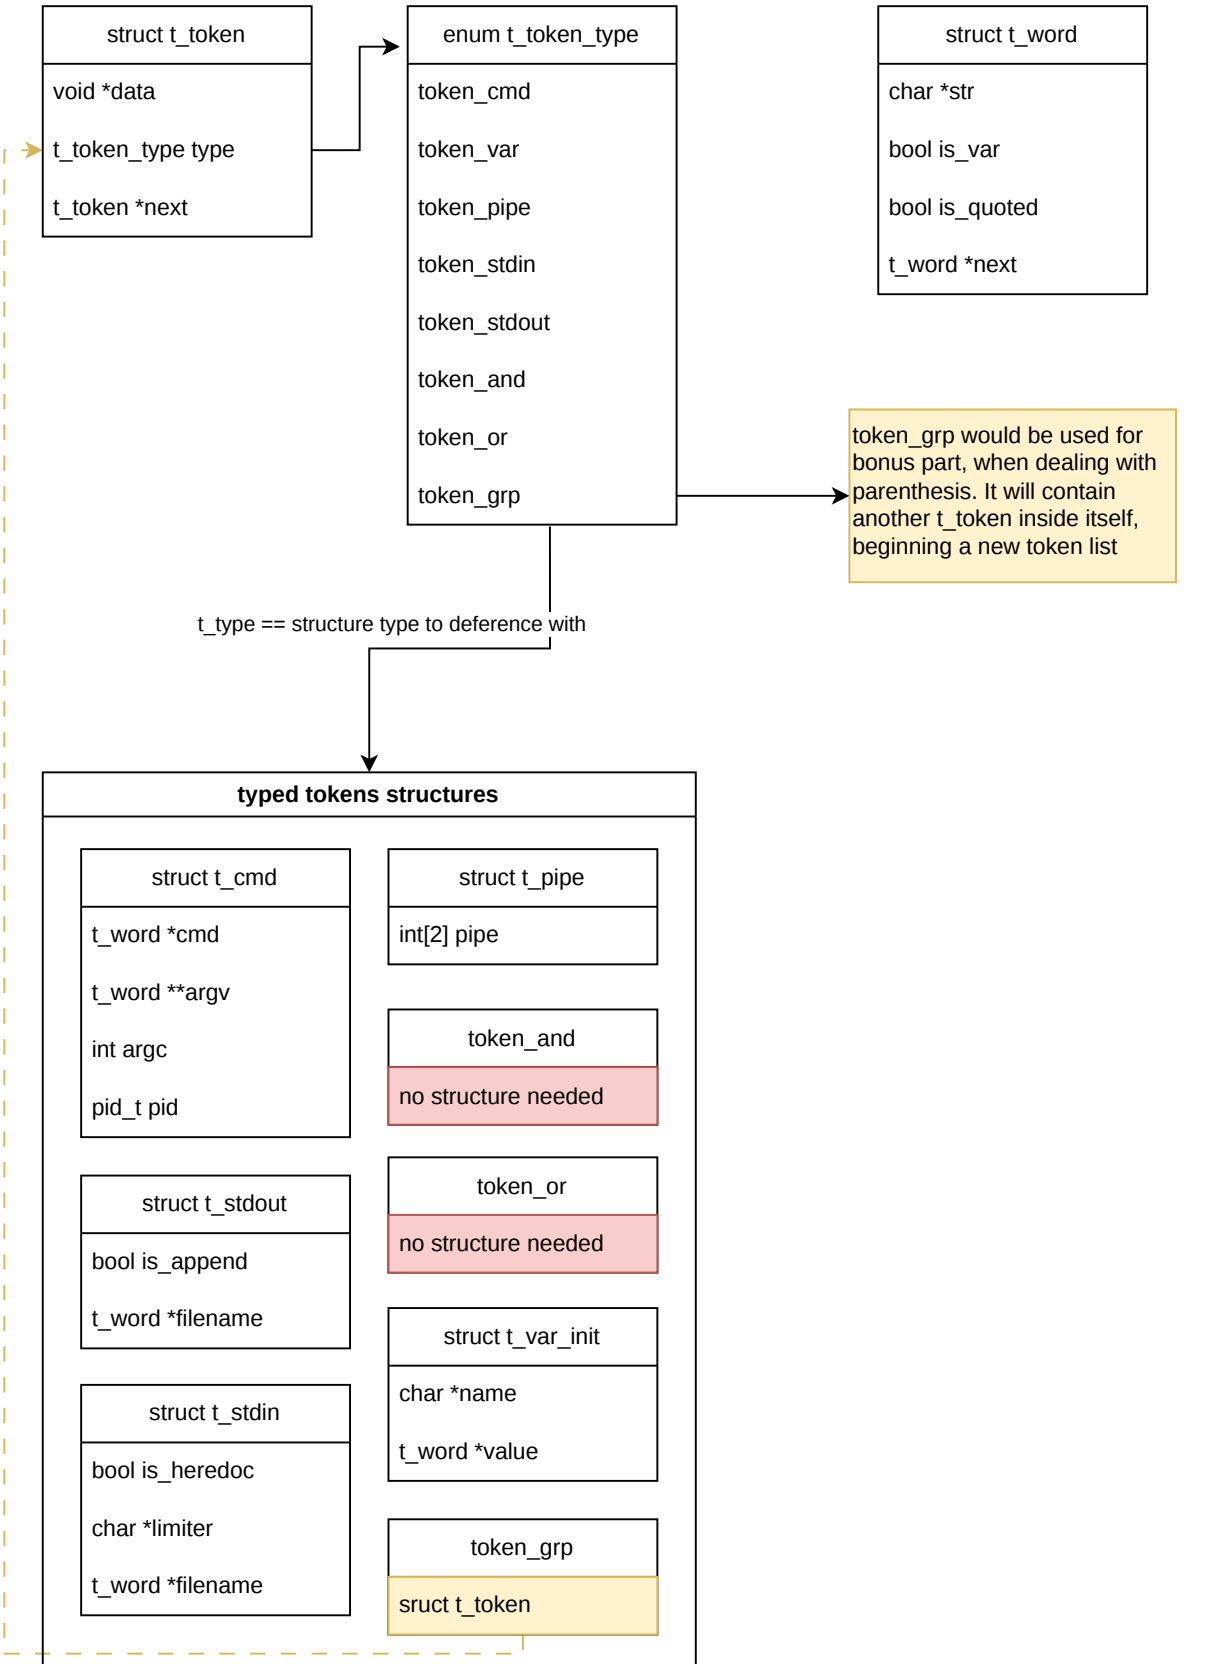 struct t_token
void *data
t_token_type type
t_token *next
enum t_token_type
token_cmd
token_var
token_pipe
token_stdin
token_stdout
token_and
token_or
token_grp
struct t_word
char *str
bool is_var
bool is_quoted
t_word *next
token_grp would be used for
bonus part, when dealing with
parenthesis. It will contain
another t_token inside itself,
beginning a new token list
t_type == structure type to deference with
typed tokens structures
struct t_cmd
t_word *cmd
t_word **argv
int argc
pid_t pid
struct t_stdout
bool is_append
t_word *filename
struct t_stdin
bool is_heredoc
char *limiter
t_word *filename
struct t_pipe
int[2] pipe
token_and
no structure needed
token_or
no structure needed
struct t_var_init
char *name
t_word *value
token_grp
sruct t_token